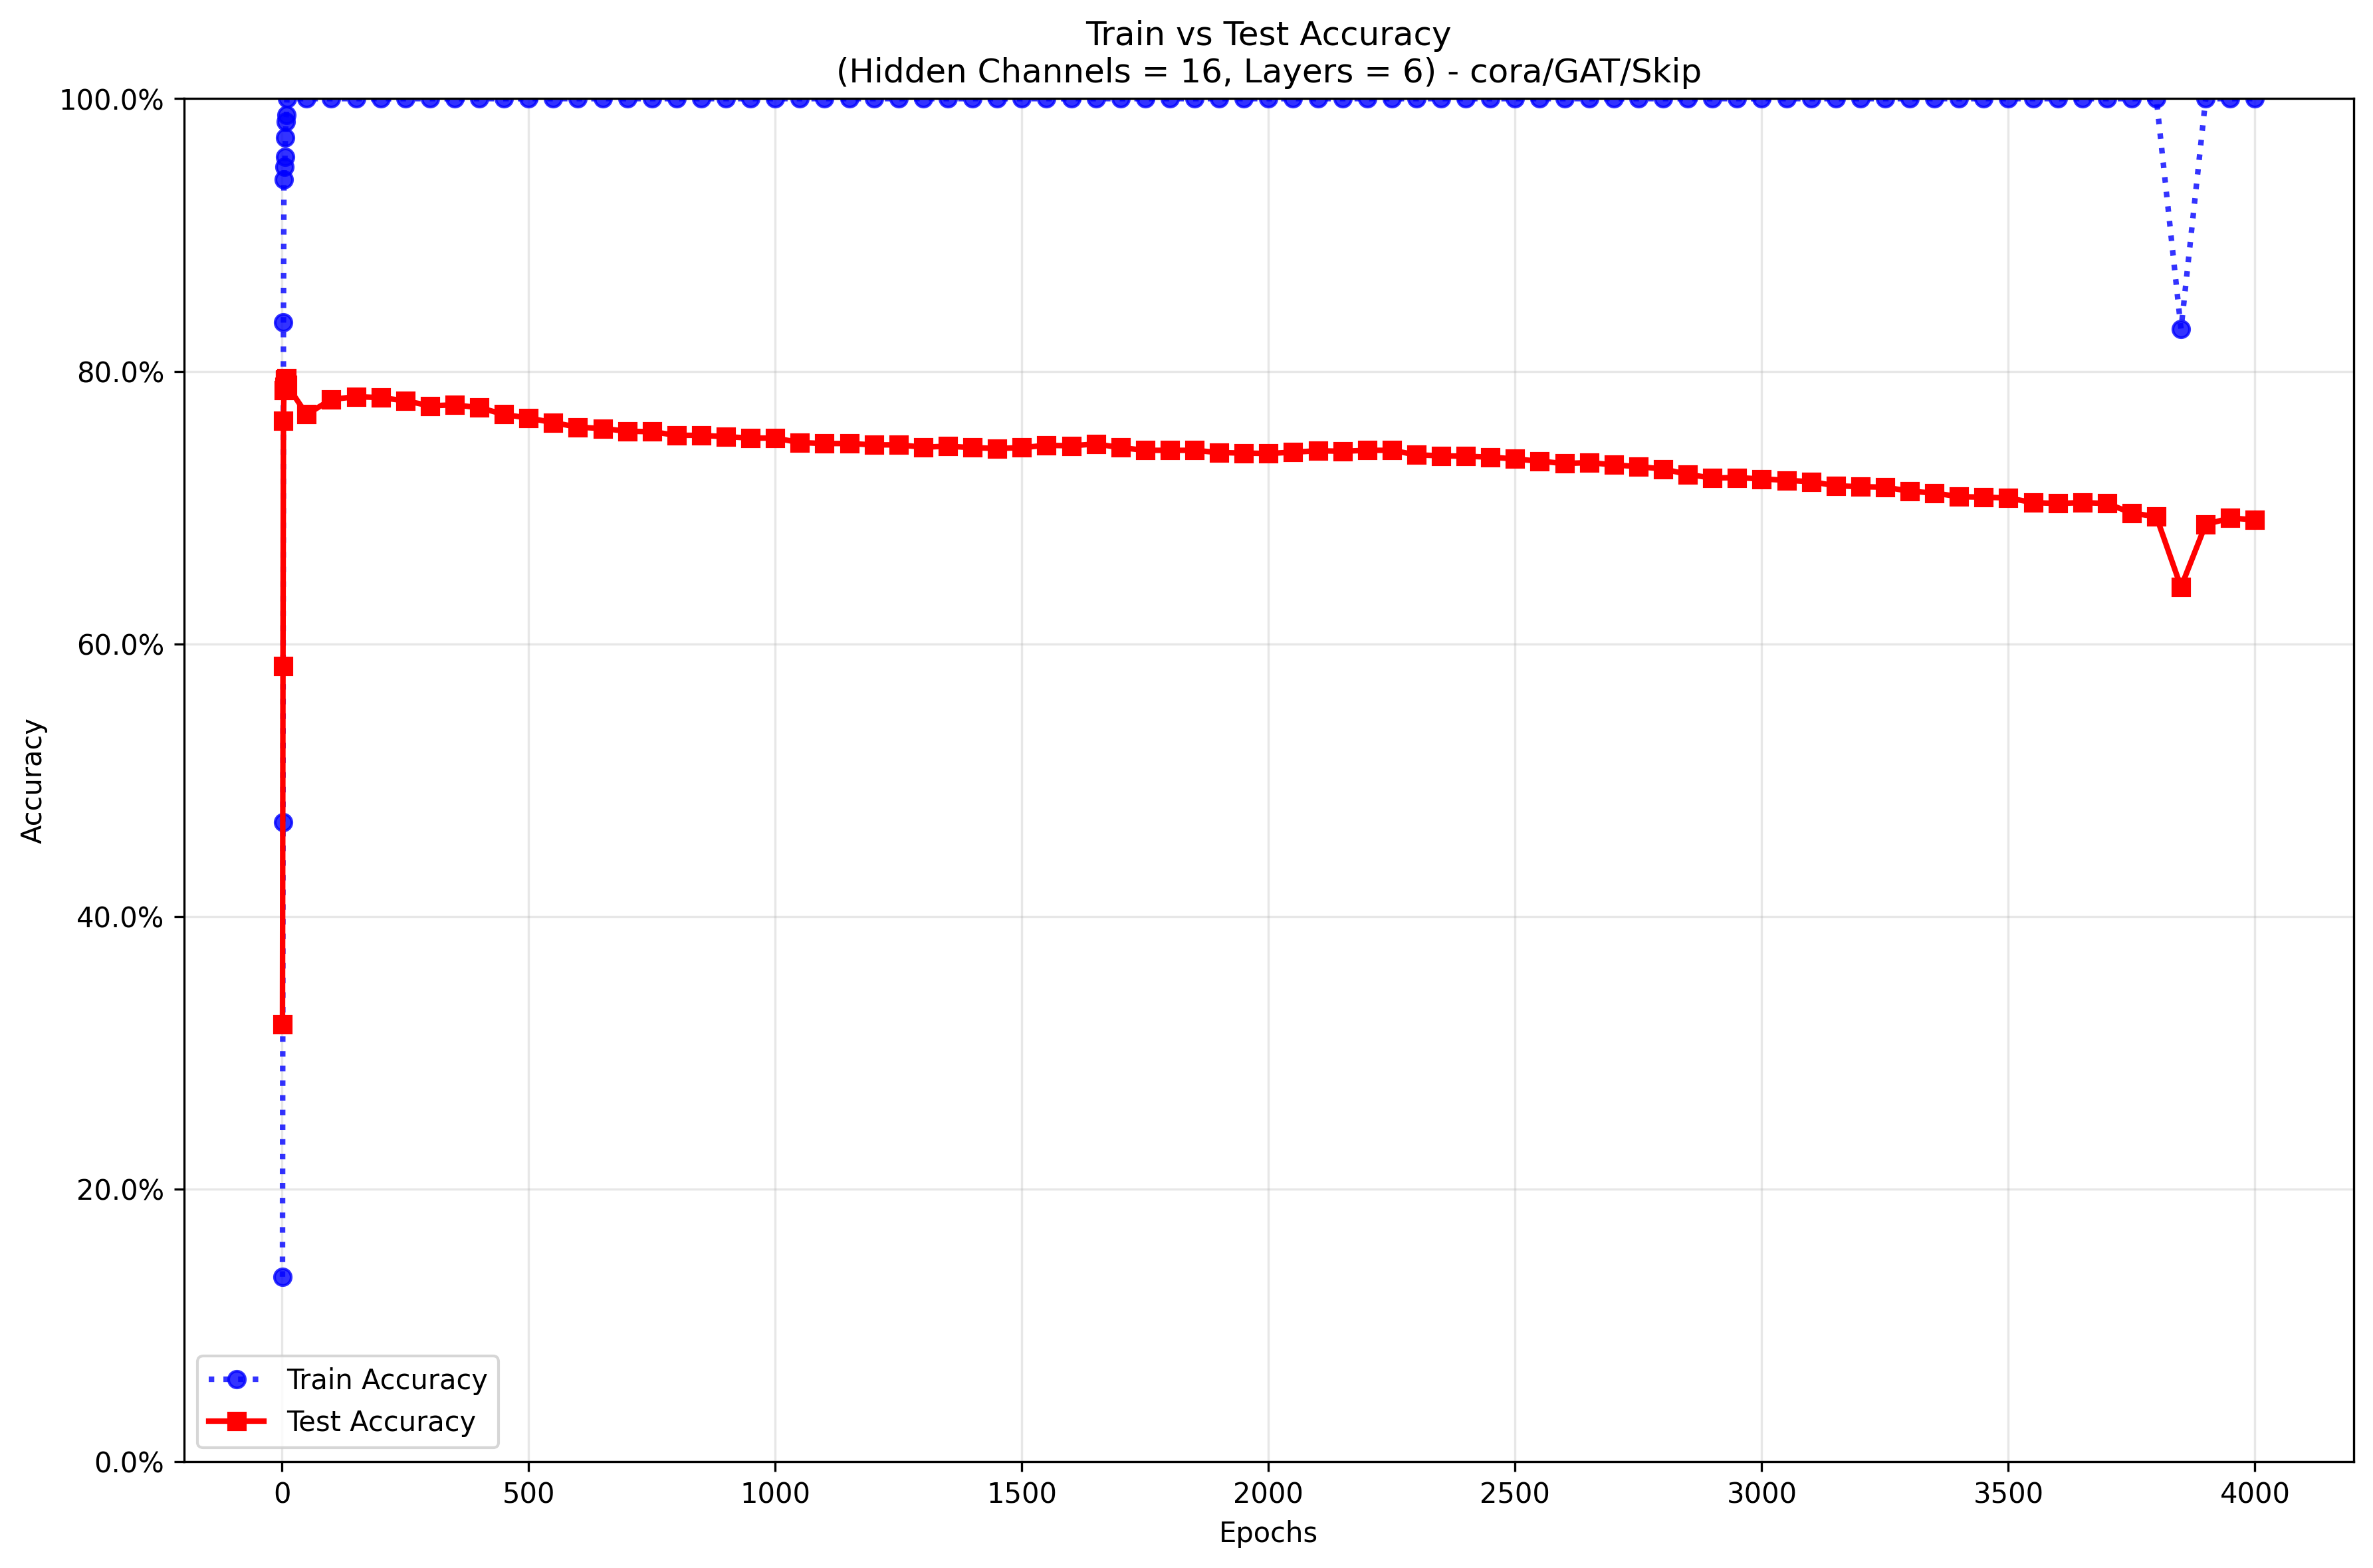 Train vs Test Accuracy
(Hidden Channels = 16, Layers = 6) - cora/GAT/Skip
100.0%
80.0%
60.0%
40.0%
20.0%
0.0%
Accuracy
Train Accuracy
Test Accuracy
0 500 1000 1500 2000 2500 3000 3500 4000
Epochs